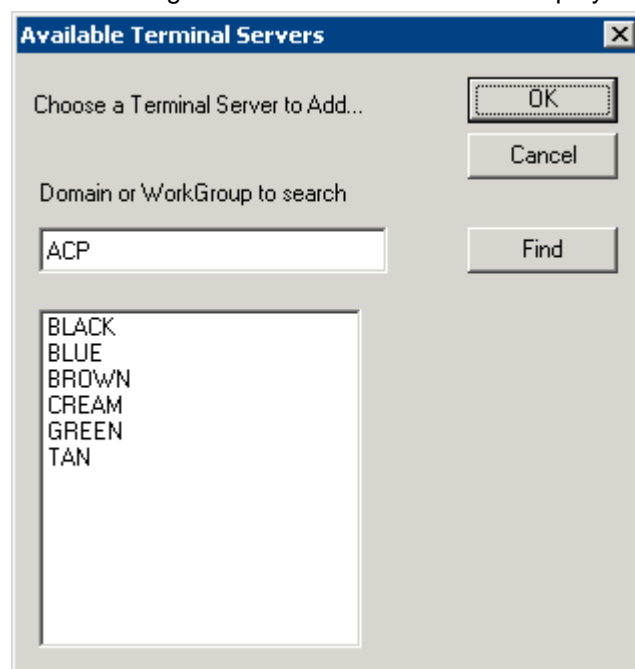 Available Terminal Servers
Choose a Terminal Server to Add...
OK
Cancel
Domain or WorkGroup to search
ACP
Find
BLACK
BLUE
BROWN
CREAM
GREEN
TAN